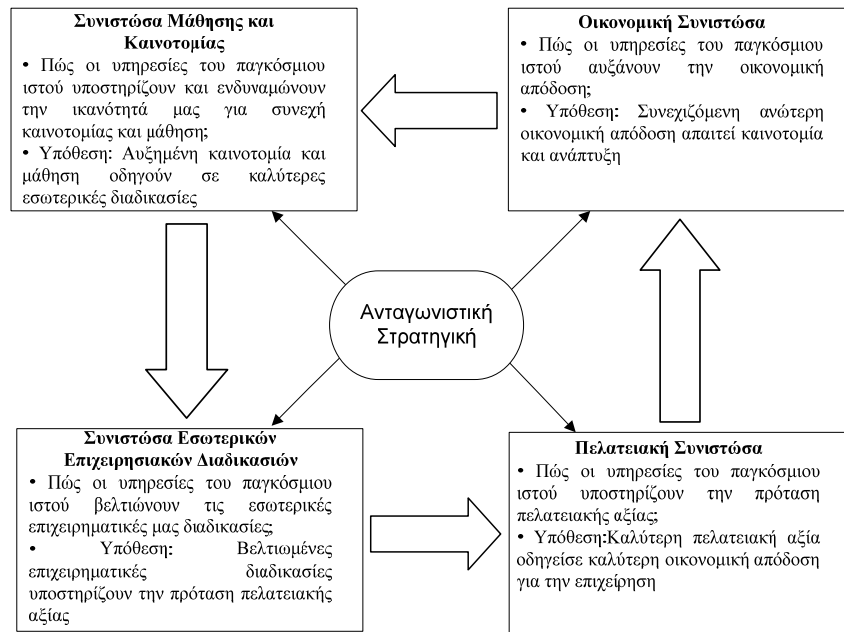 Συνιστώσα Μάθησης και
Καινοτομίας
• Πώς οι υπηρεσίες του παγκόσμιου
ιστού υποστηρίζουν και ενδυναμώνουν
την ικανότητά μας για συνεχή
καινοτομίας και μάθηση;
• Υπόθεση: Αυξημένη καινοτομία και
μάθηση οδηγούν σε καλύτερες
εσωτερικές διαδικασίες
Οικονομική Συνιστώσα
• Πώς οι υπηρεσίες του παγκόσμιου
ιστού αυξάνουν την οικονομική
απόδοση;
• Υπόθεση: Συνεχιζόμενη ανώτερη
οικονομική απόδοση απαιτεί καινοτομία
και ανάπτυξη
Ανταγωνιστική
Στρατηγική
Συνιστώσα Εσωτερικών
Επιχειρησιακών Διαδικασιών
• Πώς οι υπηρεσίες του παγκόσμιου
ιστού βελτιώνουν τις εσωτερικές
επιχειρηματικές μας διαδικασίες;
• Υπόθεση: Βελτιωμένες
επιχειρηματικές διαδικασίες
υποστηρίζουν την πρόταση πελατειακής
αξίας
Πελατειακή Συνιστώσα
• Πώς οι υπηρεσίες του παγκόσμιου
ιστού υποστηρίζουν την πρόταση
πελατειακής αξίας;
• Υπόθεση:Καλύτερη πελατειακή αξία
οδηγείσε καλύτερη οικονομική απόδοση
για την επιχείρηση